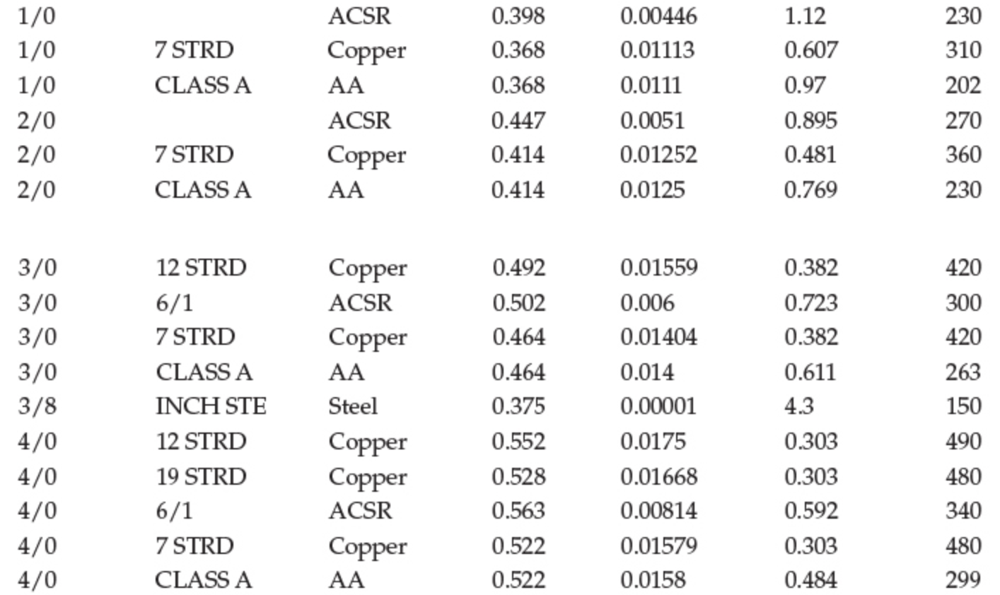 1/0 ACSR 0.398 0.00446 1.12 230
1/0 7 STRD Copper 0.368 0.01113 0.607 310
1/0 CLASS A AA 0.368 0.0111 0.97 202
2/0 ACSR 0.447 0.0051 0.895 270
2/0 7 STRD Copper 0.414 0.01252 0.481 360
2/0 CLASS A AA 0.414 0.0125 0.769 230
3/0 12 STRD Copper 0.492 0.01559 0.382 420
3/0 6/1 ACSR 0.502 0.006 0.723 300
3/0 7 STRD Copper 0.464 0.01404 0.382 420
3/0 CLASS A AA 0.464 0.014 0.611 263
3/8 INCH STE Steel 0.375 0.00001 4.3 150
4/0 12 STRD Copper 0.552 0.0175 0.303 490
4/0 19 STRD Copper 0.528 0.01668 0.303 480
4/0 6/1 ACSR 0.563 0.00814 0.592 340
4/0 7 STRD Copper 0.522 0.01579 0.303 480
4/0 CLASS A AA 0.522 0.0158 0.484 299